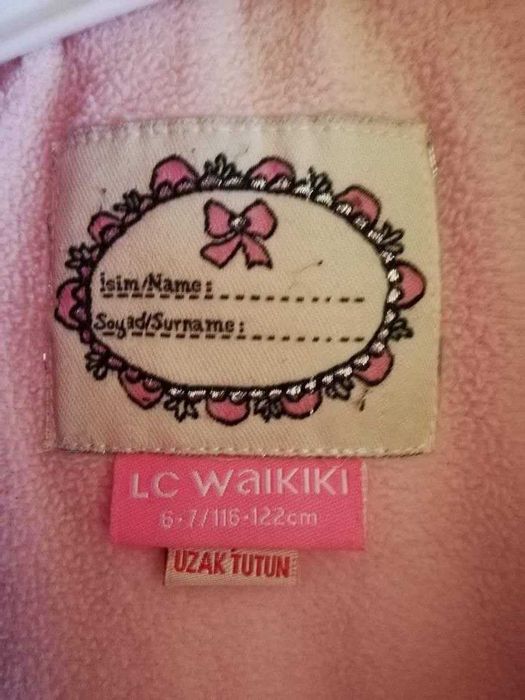 İsim/Name:
Soyad/Surname:
LC WAIKIKI
6-7/116-122cm
UZAK TUTUN